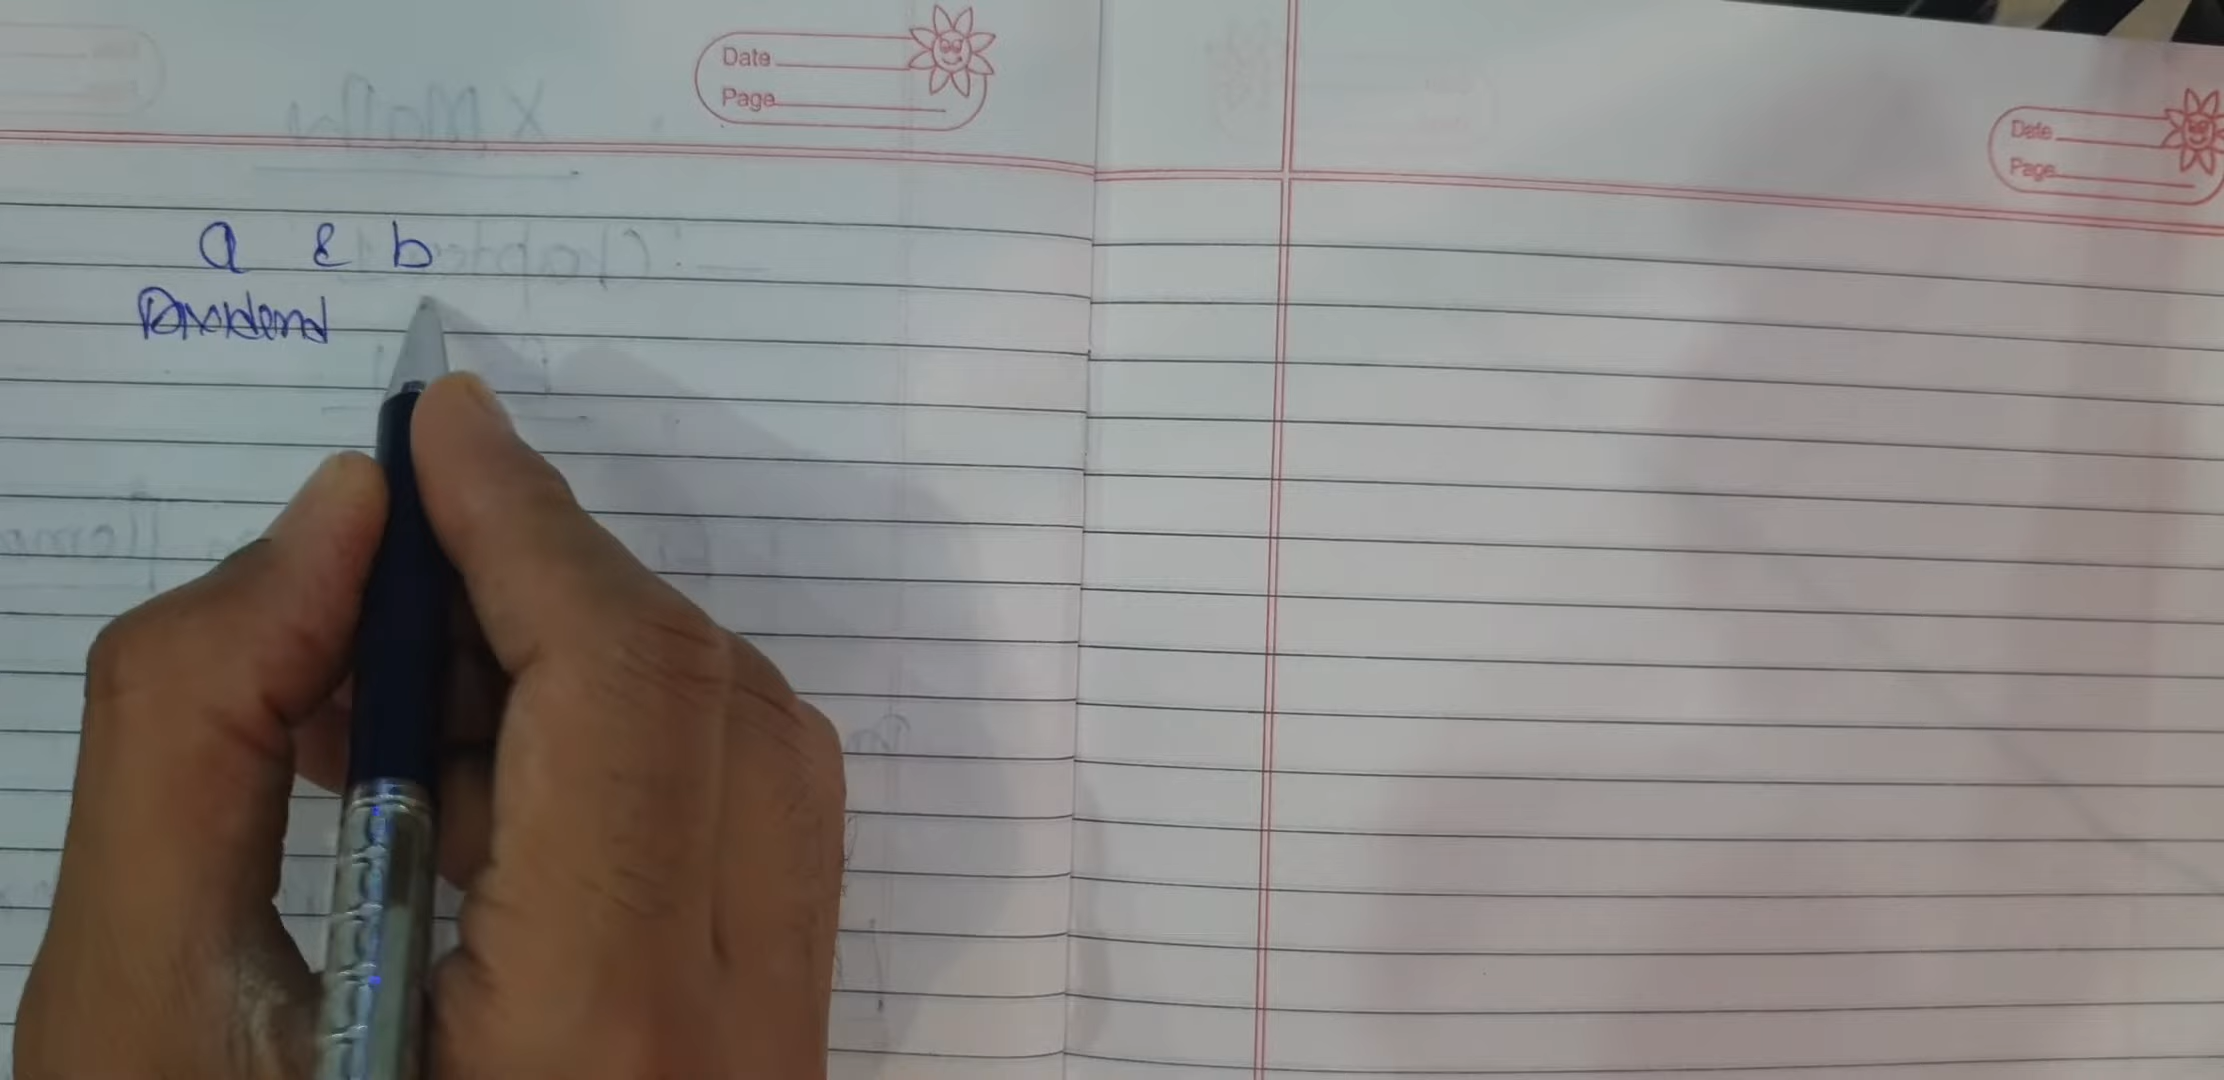 Date
Page
Date
Page
a & b
Dividend